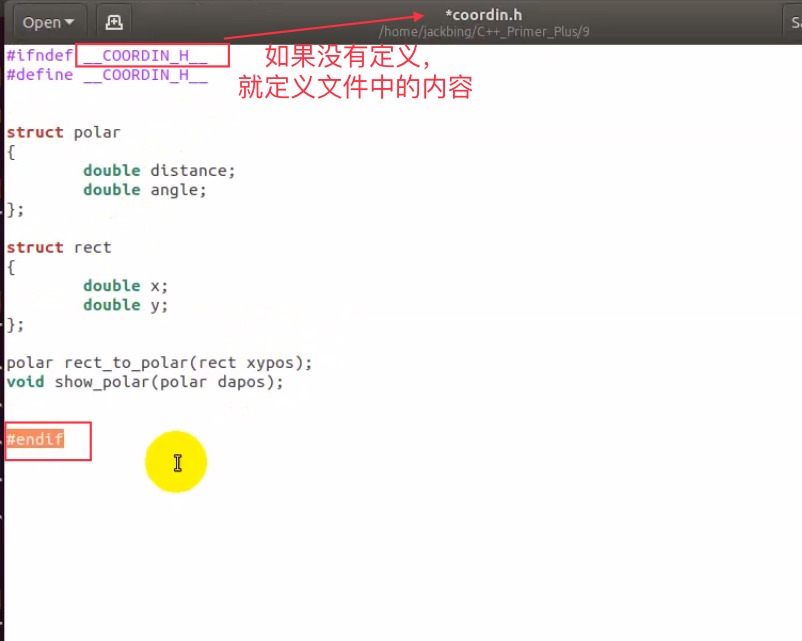 Open
*coordin.h
/home/jackbing/C++_Primer_Plus/9
#ifndef __COORDIN_H__
#define __COORDIN_H__
如果没有定义，
就定义文件中的内容
struct polar
{
double distance;
double angle;
};
struct rect
{
double x;
double y;
};
polar rect_to_polar(rect xypos);
void show_polar(polar dapos);
#endif